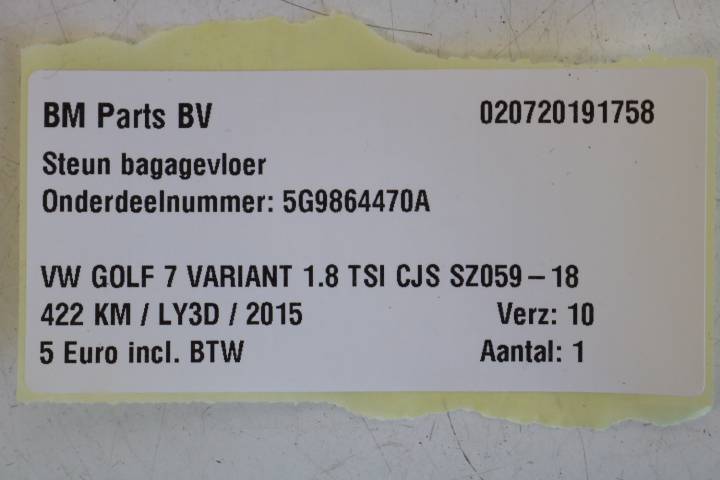 BM Parts BV 020720191758
Steun bagagevloer
Onderdeelnummer: 5G9864470A
VW GOLF 7 VARIANT 1.8 TSI CJS SZ059 – 18
422 KM / LY3D / 2015 Verz: 10
5 Euro incl. BTW Aantal: 1